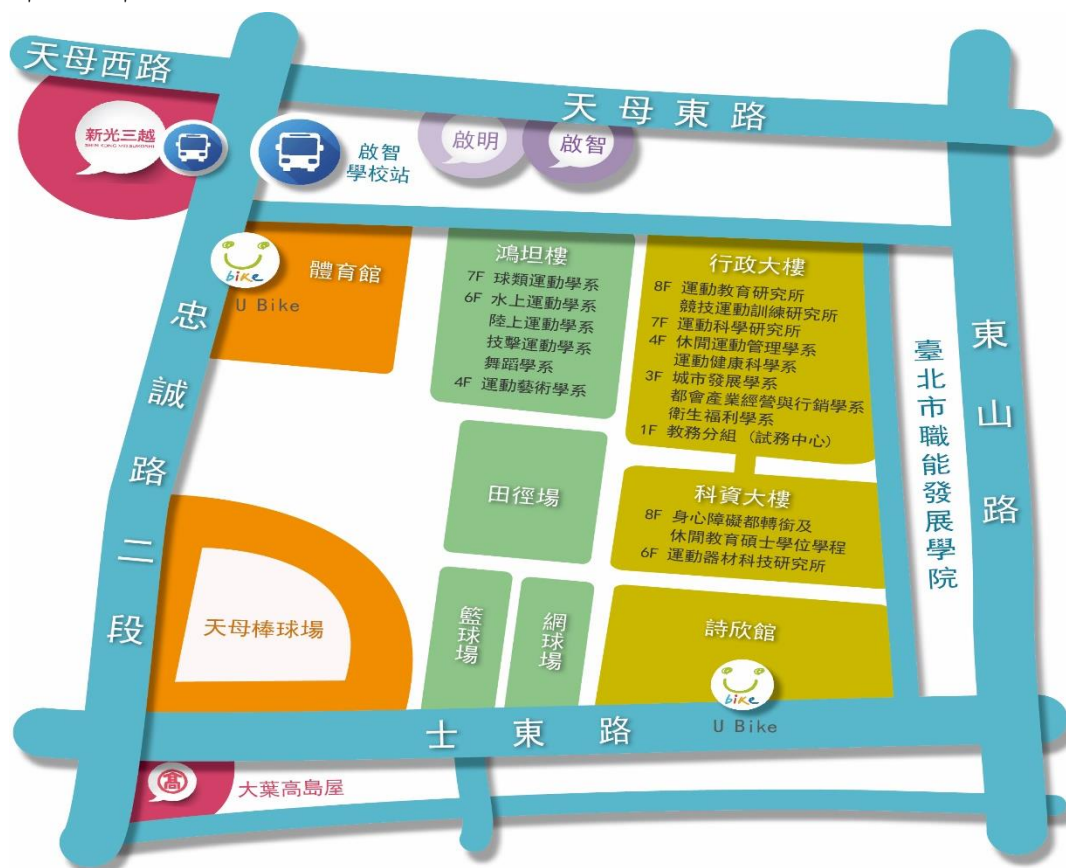 天母西路
天母東路
新光三越
啟智
學校站
啟明
啟智
bike
U Bike
體育館
鴻坦樓
7F 球類運動學系
6F 水上運動學系
陸上運動學系
技擊運動學系
舞蹈學系
4F 運動藝術學系
行政大樓
8F 運動教育研究所
競技運動訓練研究所
7F 運動科學研究所
4F 休閒運動管理學系
運動健康科學系
3F 城市發展學系
都會產業經營與行銷學系
衛生福利學系
1F 教務分組（試務中心）
忠誠路二段
東山路
臺北市職能發展學院
田徑場
科資大樓
8F 身心障礙都轉銜及
休閒教育碩士學位學程
6F 運動器材科技研究所
天母棒球場
籃球場
網球場
詩欣館
bike
U Bike
士東路
髙
大葉高島屋